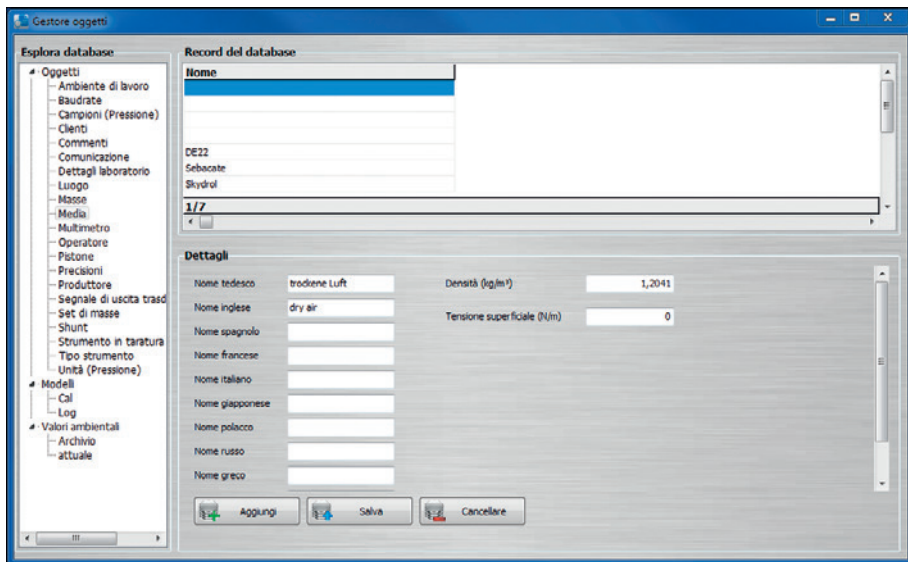 Gestore oggetti
Esplora database
Oggetti
Ambiente di lavoro
Baudrate
Campioni (Pressione)
Clienti
Commenti
Comunicazione
Dettagli laboratorio
Luogo
Masse
Media
Multimetro
Operatore
Pistone
Precisioni
Produttore
Segnale di uscita trasd
Set di masse
Shunt
Strumento in taratura
Tipo strumento
Unità (Pressione)
Modelli
Cal
Log
Valori ambientali
Archivio
attuale
Record del database
Nome
DE22
Sebacate
Skydrol
1/7
Dettagli
Nome tedesco trockene Luft Densità (kg/m³) 1,2041
Nome inglese dry air Tensione superficiale (N/m) 0
Nome spagnolo
Nome francese
Nome italiano
Nome giapponese
Nome polacco
Nome russo
Nome greco
Aggiungi Salva Cancellare